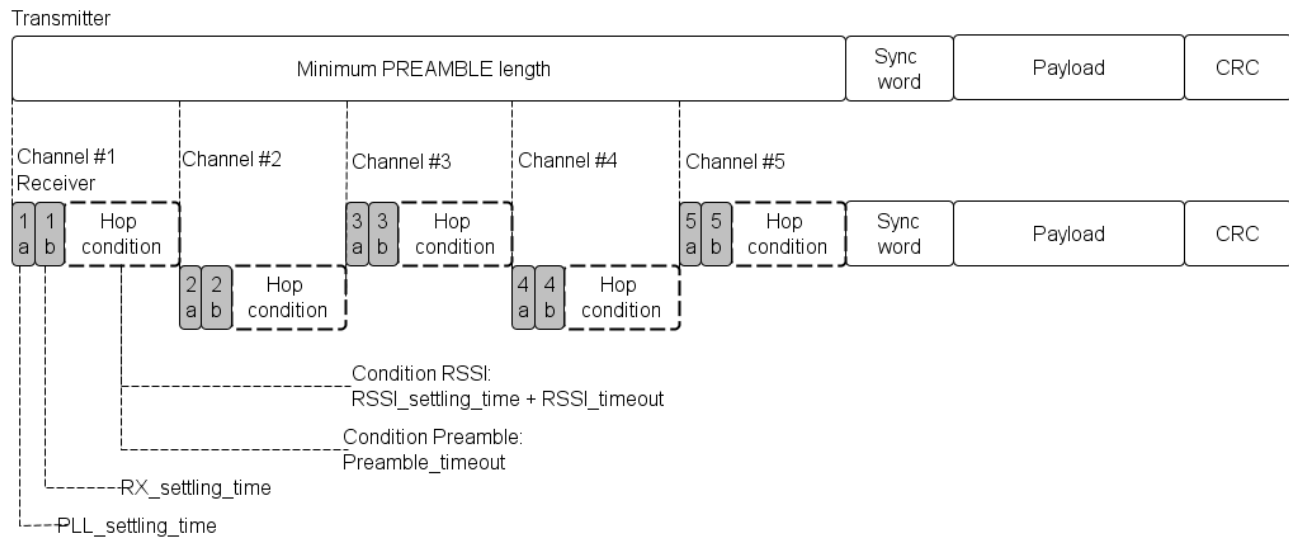 Transmitter
Minimum PREAMBLE length
Sync
word
Payload
CRC
Channel #1
Receiver
Channel #2
Channel #3
Channel #4
Channel #5
1
a
1
b
Hop
condition
3
a
3
b
Hop
condition
5
a
5
b
Hop
condition
Sync
word
Payload
CRC
2
a
2
b
Hop
condition
4
a
4
b
Hop
condition
Condition RSSI:
RSSI_settling_time + RSSI_timeout
Condition Preamble:
Preamble_timeout
RX_settling_time
PLL_settling_time